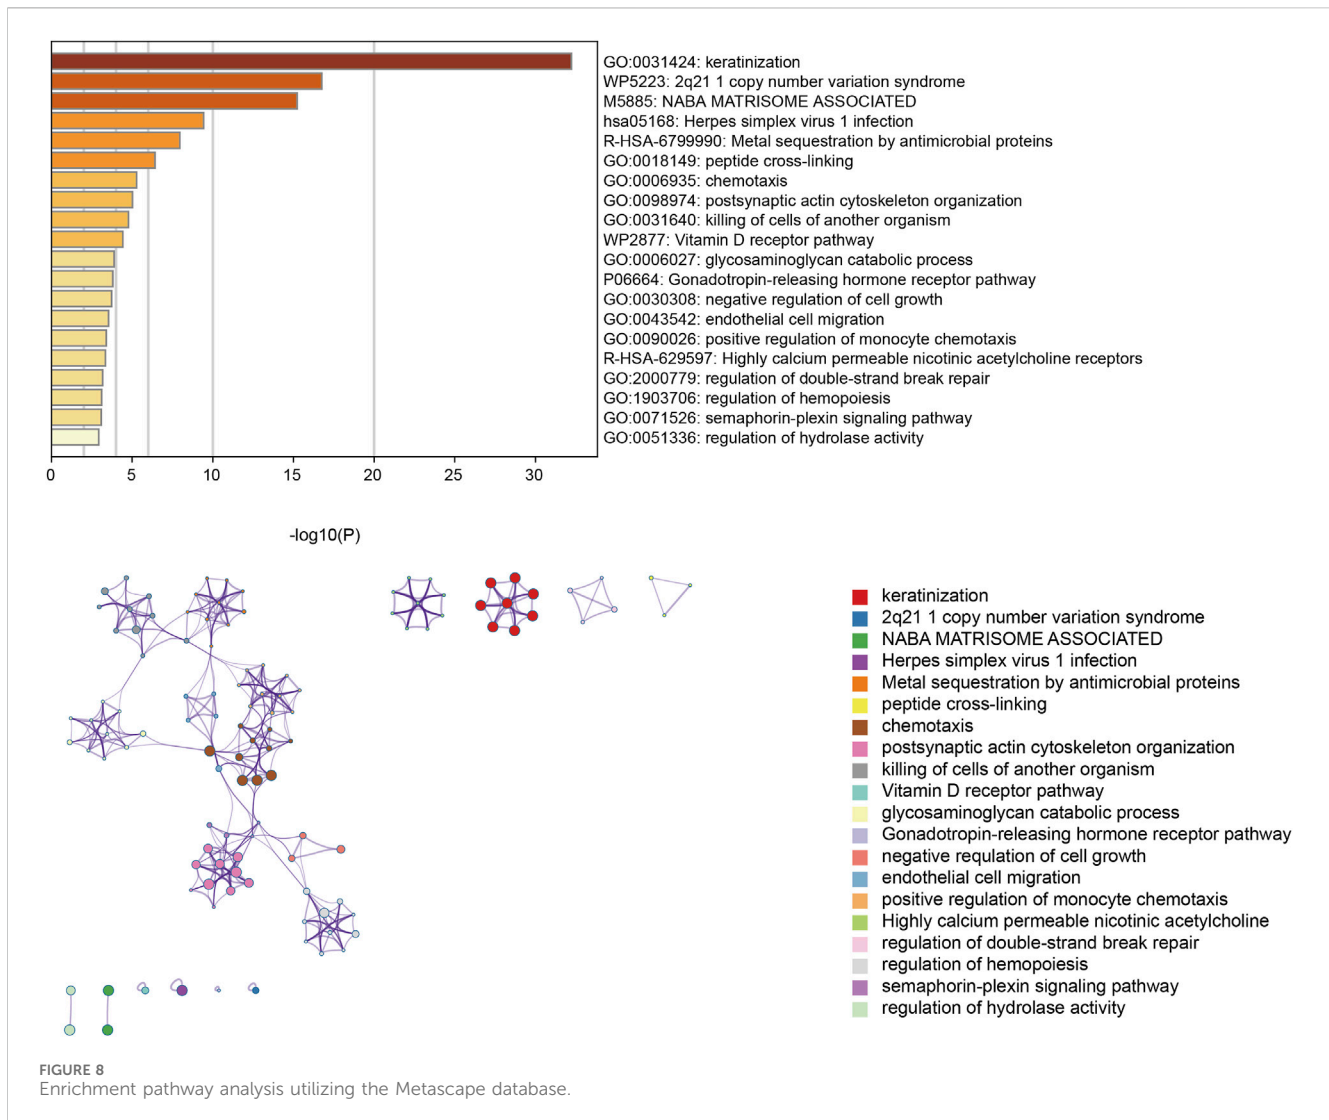 GO:0031424: keratinization
WP5223: 2q21 1 copy number variation syndrome
M5885: NABA MATRISOME ASSOCIATED
hsa05168: Herpes simplex virus 1 infection
R-HSA-6799990: Metal sequestration by antimicrobial proteins
GO:0018149: peptide cross-linking
GO:0006935: chemotaxis
GO:0098974: postsynaptic actin cytoskeleton organization
GO:0031640: killing of cells of another organism
WP2877: Vitamin D receptor pathway
GO:0006027: glycosaminoglycan catabolic process
P06664: Gonadotropin-releasing hormone receptor pathway
GO:0030308: negative regulation of cell growth
GO:0043542: endothelial cell migration
GO:0090026: positive regulation of monocyte chemotaxis
R-HSA-629597: Highly calcium permeable nicotinic acetylcholine receptors
GO:2000779: regulation of double-strand break repair
GO:1903706: regulation of hemopoiesis
GO:0071526: semaphorin-plexin signaling pathway
GO:0051336: regulation of hydrolase activity
0 5 10 15 20 25 30
-log10(P)
keratinization
2q21 1 copy number variation syndrome
NABA MATRISOME ASSOCIATED
Herpes simplex virus 1 infection
Metal sequestration by antimicrobial proteins
peptide cross-linking
chemotaxis
postsynaptic actin cytoskeleton organization
killing of cells of another organism
Vitamin D receptor pathway
glycosaminoglycan catabolic process
Gonadotropin-releasing hormone receptor pathway
negative requlation of cell growth
endothelial cell migration
positive regulation of monocyte chemotaxis
Highly calcium permeable nicotinic acetylcholine
regulation of double-strand break repair
regulation of hemopoiesis
semaphorin-plexin signaling pathway
regulation of hydrolase activity
FIGURE 8
Enrichment pathway analysis utilizing the Metascape database.